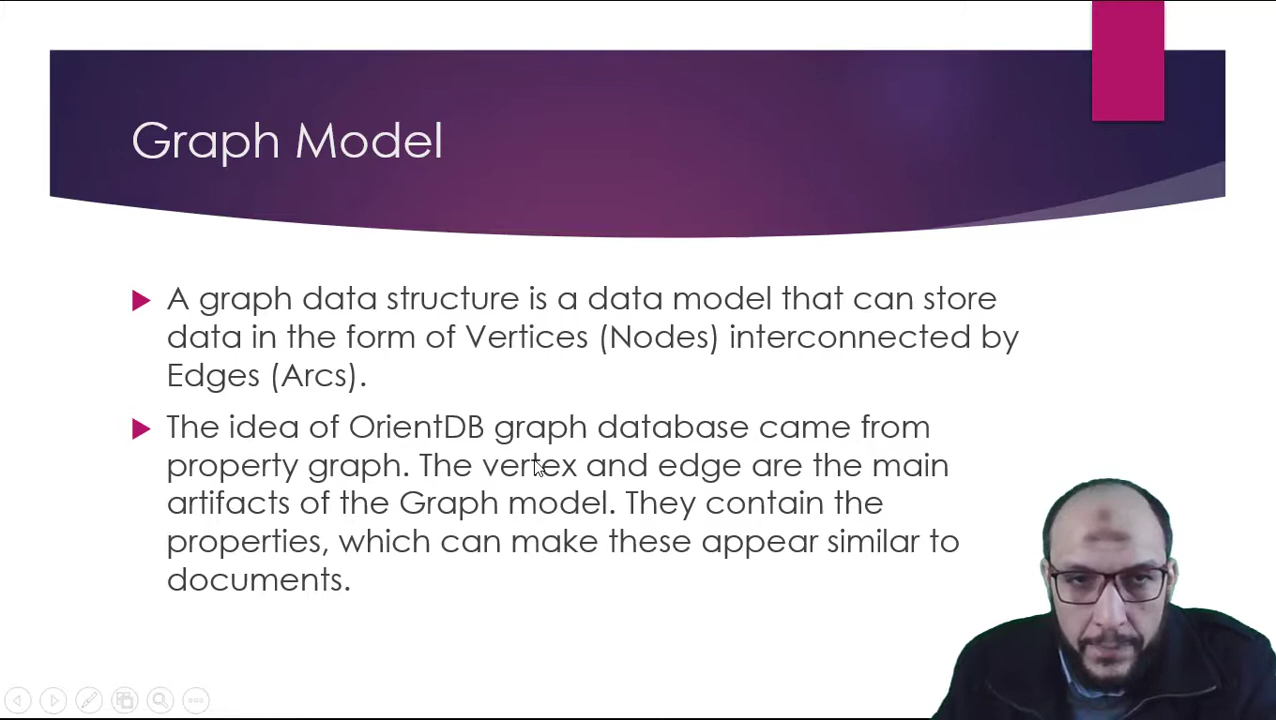 Graph Model
A graph data structure is a data model that can store
data in the form of Vertices (Nodes) interconnected by
Edges (Arcs).
The idea of OrientDB graph database came from
property graph. The vertex and edge are the main
artifacts of the Graph model. They contain the
properties, which can make these appear similar to
documents.